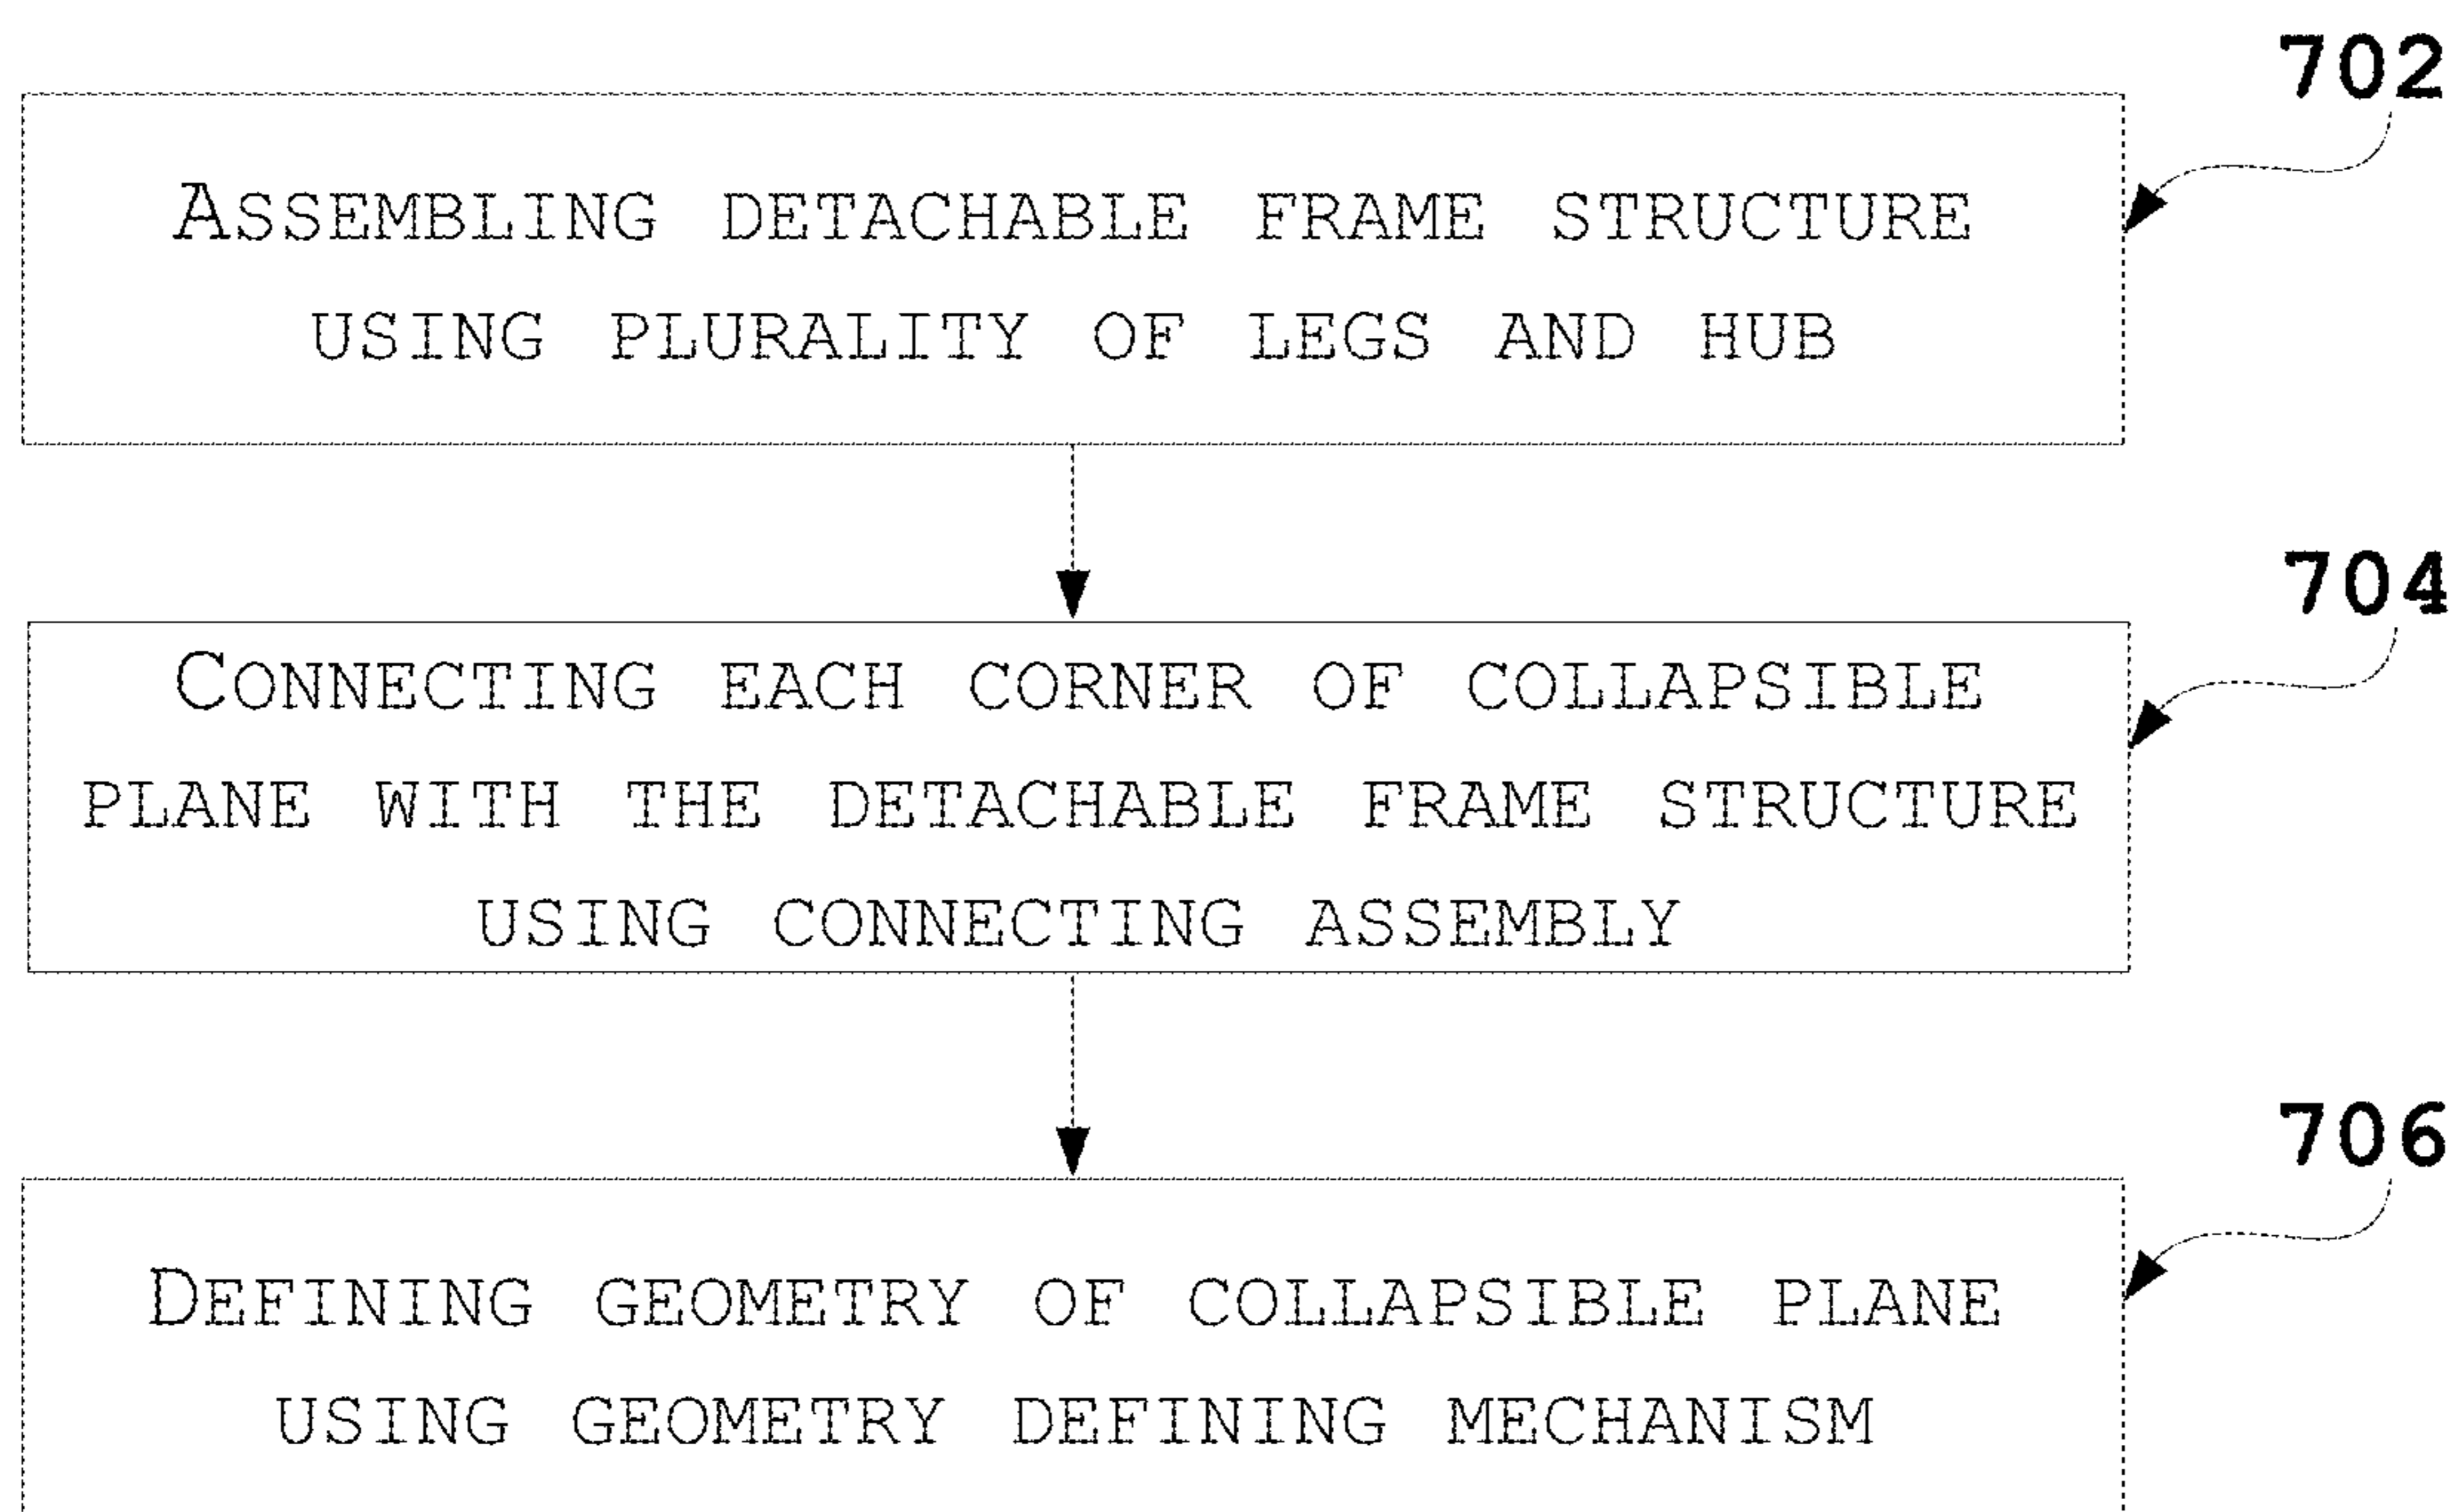 702
ASSEMBLING DETACHABLE FRAME STRUCTURE
USING PLURALITY OF LEGS AND HUB
704
CONNECTING EACH CORNER OF COLLAPSIBLE
PLANE WITH THE DETACHABLE FRAME STRUCTURE
USING CONNECTING ASSEMBLY
706
DEFINING GEOMETRY OF COLLAPSIBLE PLANE
USING GEOMETRY DEFINING MECHANISM